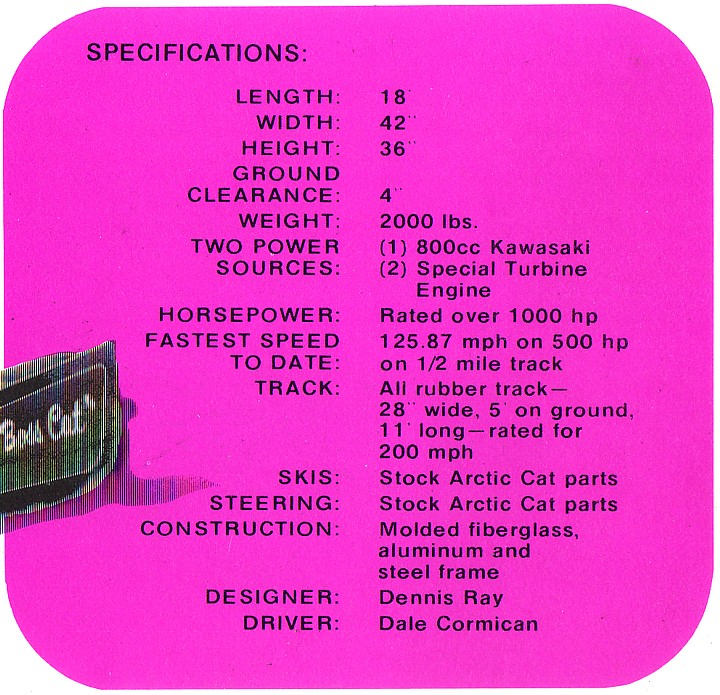 SPECIFICATIONS:
LENGTH: 18'
WIDTH: 42"
HEIGHT: 36"
GROUND
CLEARANCE: 4"
WEIGHT: 2000 lbs.
TWO POWER (1) 800cc Kawasaki
SOURCES: (2) Special Turbine
Engine
HORSEPOWER: Rated over 1000 hp
FASTEST SPEED 125.87 mph on 500 hp
TO DATE: on 1/2 mile track
TRACK: All rubber track—
28" wide, 5' on ground,
11' long—rated for
200 mph
SKIS: Stock Arctic Cat parts
STEERING: Stock Arctic Cat parts
CONSTRUCTION: Molded fiberglass,
aluminum and
steel frame
DESIGNER: Dennis Ray
DRIVER: Dale Cormican
Boss Cat